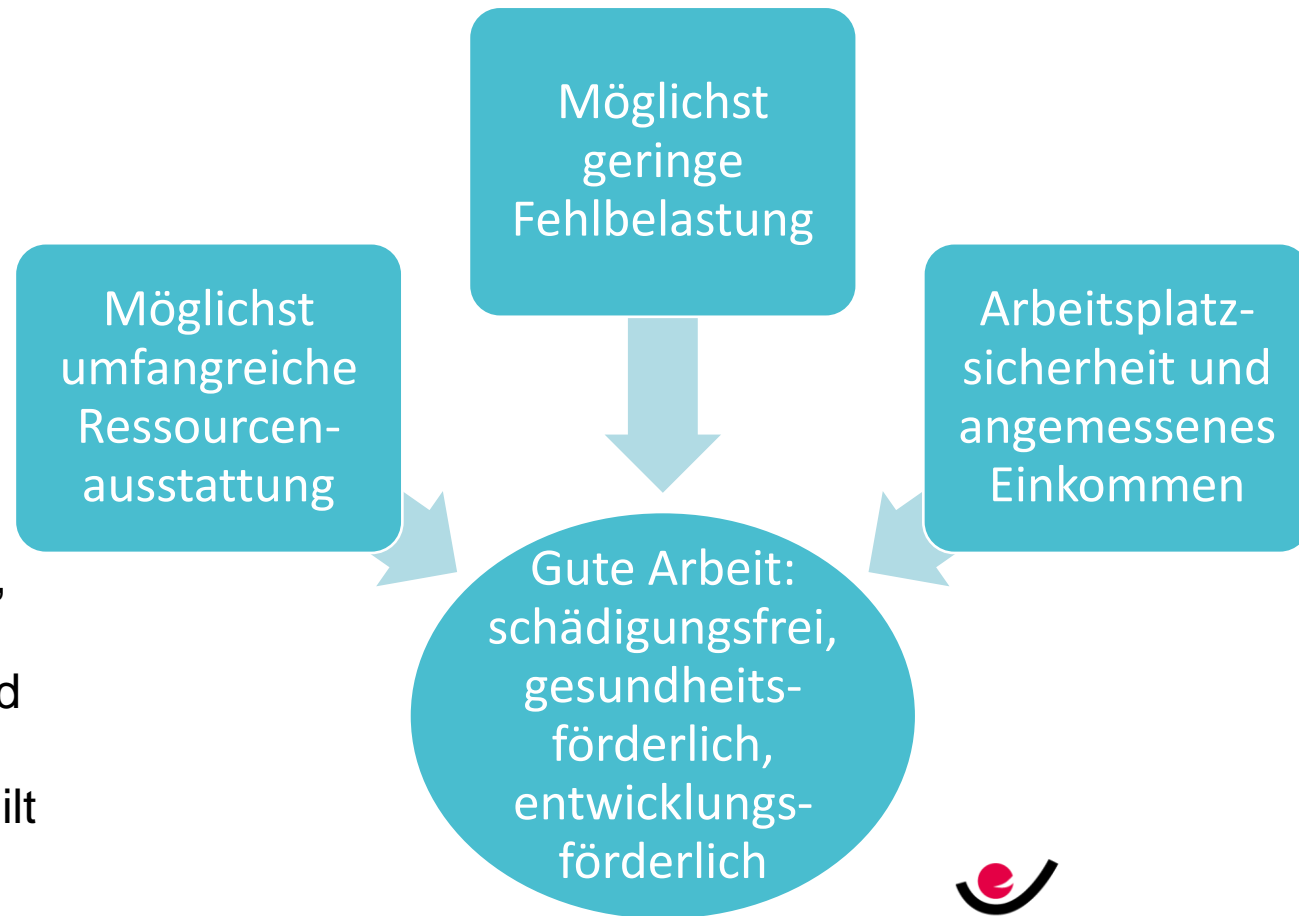 Möglichst
geringe
Fehlbelastung
Möglichst
umfangreiche
Ressourcen-
ausstattung
Arbeitsplatz-
sicherheit und
angemessenes
Einkommen
Gute Arbeit:
schädigungsfrei,
gesundheits-
förderlich,
entwicklungs-
förderlich